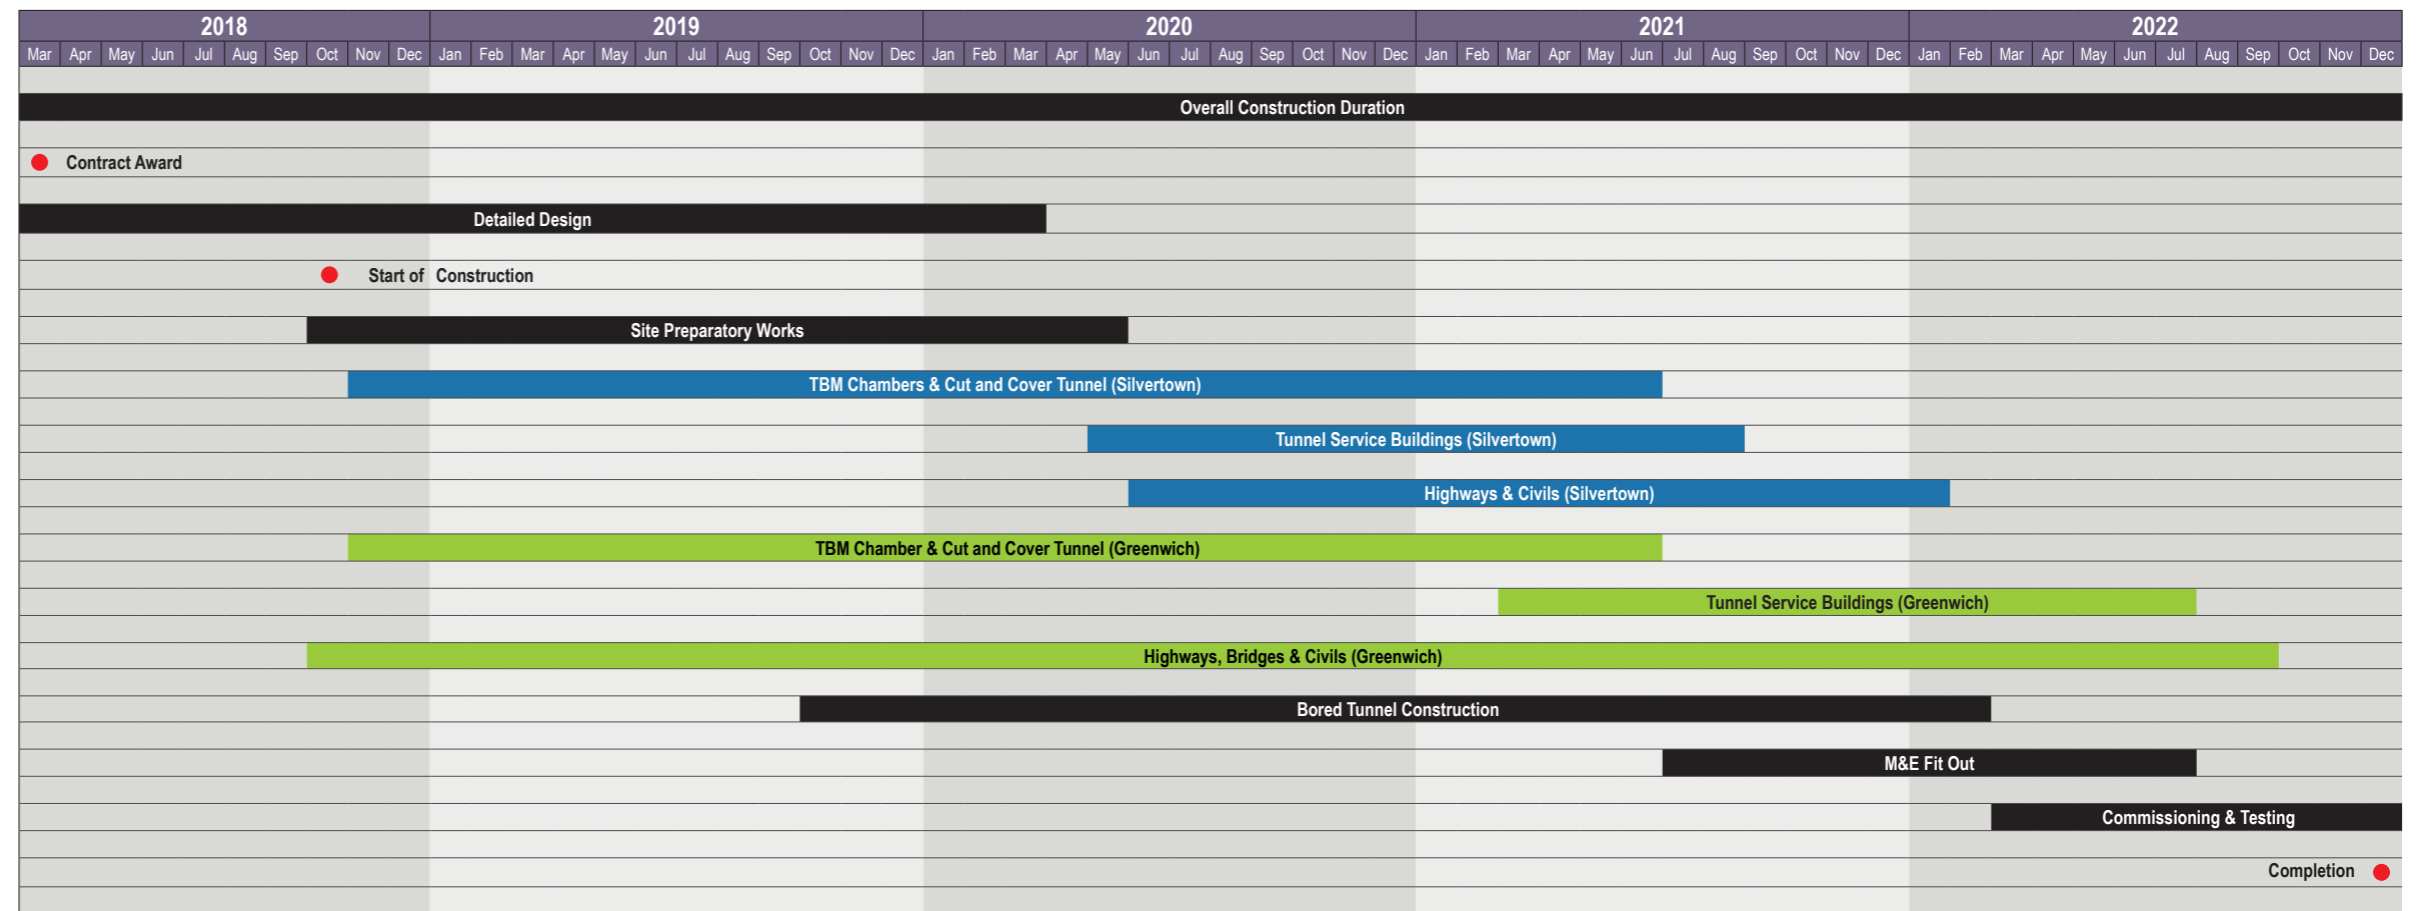 2018 2019 2020 2021 2022
Mar Apr May Jun Jul Aug Sep Oct Nov Dec Jan Feb Mar Apr May Jun Jul Aug Sep Oct Nov Dec Jan Feb Mar Apr May Jun Jul Aug Sep Oct Nov Dec Jan Feb Mar Apr May Jun Jul Aug Sep Oct Nov Dec Jan Feb Mar Apr May Jun Jul Aug Sep Oct Nov Dec
Overall Construction Duration
Contract Award
Detailed Design
Start of Construction
Site Preparatory Works
TBM Chambers & Cut and Cover Tunnel (Silvertown)
Tunnel Service Buildings (Silvertown)
Highways & Civils (Silvertown)
TBM Chamber & Cut and Cover Tunnel (Greenwich)
Tunnel Service Buildings (Greenwich)
Highways, Bridges & Civils (Greenwich)
Bored Tunnel Construction
M&E Fit Out
Commissioning & Testing
Completion